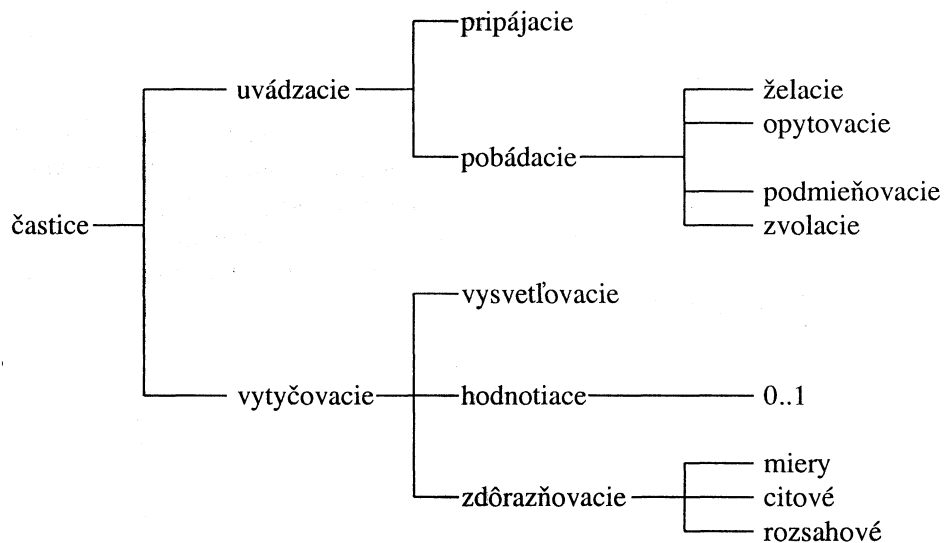 pripájacie
uvádzacie
želacie
opytovacie
pobádacie
podmieňovacie
častice
zvolacie
vysvetľovacie
vytyčovacie
hodnotiace
0..1
miery
zdôrazňovacie
citové
rozsahové